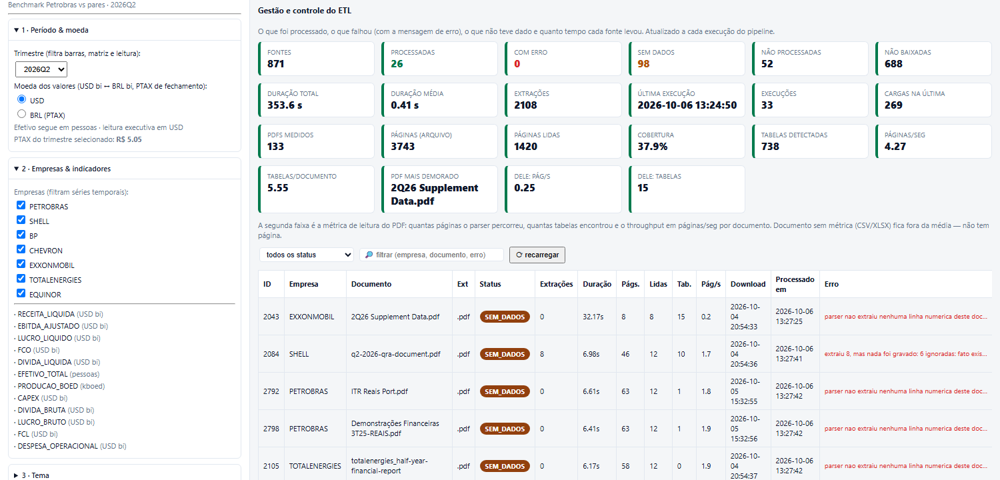 Benchmark Petrobras vs pares · 2026Q2
▼ 1 · Período & moeda
Trimestre (filtra barras, matriz e leitura):
2026Q2
Moeda dos valores (USD bi ↔ BRL bi, PTAX de fechamento):
USD
BRL (PTAX)
Efetivo segue em pessoas · leitura executiva em USD
PTAX do trimestre selecionado: R$ 5.05
▼ 2 · Empresas & indicadores
Empresas (filtram séries temporais):
PETROBRAS
SHELL
BP
CHEVRON
EXXONMOBIL
TOTALENERGIES
EQUINOR
· RECEITA_LIQUIDA (USD bi)
· EBITDA_AJUSTADO (USD bi)
· LUCRO_LIQUIDO (USD bi)
· FCO (USD bi)
· DIVIDA_LIQUIDA (USD bi)
· EFETIVO_TOTAL (pessoas)
· PRODUCAO_BOED (kboed)
· CAPEX (USD bi)
· DIVIDA_BRUTA (USD bi)
· LUCRO_BRUTO (USD bi)
· FCL (USD bi)
· DESPESA_OPERACIONAL (USD bi)
▶ 3 · Tema
Gestão e controle do ETL
O que foi processado, o que falhou (com a mensagem de erro), o que não teve dado e quanto tempo cada fonte levou. Atualizado a cada execução do pipeline.
FONTES
871
PROCESSADAS
26
COM ERRO
0
SEM DADOS
98
NÃO PROCESSADAS
52
NÃO BAIXADAS
688
DURAÇÃO TOTAL
353.6 s
DURAÇÃO MÉDIA
0.41 s
EXTRAÇÕES
2108
ÚLTIMA EXECUÇÃO
2026-10-06 13:24:50
EXECUÇÕES
33
CARGAS NA ÚLTIMA
269
PDFS MEDIDOS
133
PÁGINAS (ARQUIVO)
3743
PÁGINAS LIDAS
1420
COBERTURA
37.9%
TABELAS DETECTADAS
738
PÁGINAS/SEG
4.27
TABELAS/DOCUMENTO
5.55
PDF MAIS DEMORADO
2Q26 Supplement
Data.pdf
DELE: PÁG/S
0.25
DELE: TABELAS
15
A segunda faixa é a métrica de leitura do PDF: quantas páginas o parser percorreu, quantas tabelas encontrou e o throughput em páginas/seg por documento. Documento sem métrica (CSV/XLSX) fica fora da média — não tem
página.
todos os status
🔎 filtrar (empresa, documento, erro)
⟳ recarregar
ID Empresa Documento Ext Status Extrações Duração Págs. Lidas Tab. Pág/s Download Processado em Erro
2043 EXXONMOBIL 2Q26 Supplement Data.pdf .pdf SEM_DADOS 0 32.17s 8 8 15 0.2 2026-10-04 20:54:33 2026-10-06 13:27:25 parser nao extraiu nenhuma linha numerica deste doc...
2084 SHELL q2-2026-qra-document.pdf .pdf SEM_DADOS 8 6.98s 46 12 10 1.7 2026-10-04 20:54:36 2026-10-06 13:27:41 extraiu 8, mas nada foi gravado: 6 ignoradas: fato exis...
2792 PETROBRAS ITR Reais Port.pdf .pdf SEM_DADOS 0 6.61s 63 12 1 1.8 2026-10-05 15:32:55 2026-10-06 13:27:42 parser nao extraiu nenhuma linha numerica deste doc...
2798 PETROBRAS Demonstrações Financeiras 3T25-REAIS.pdf .pdf SEM_DADOS 0 6.41s 63 12 1 1.9 2026-10-05 15:32:56 2026-10-06 13:27:42 parser nao extraiu nenhuma linha numerica deste doc...
2105 TOTALENERGIES totalenergies_half-year-financial-report .pdf SEM_DADOS 0 6.17s 58 12 0 1.9 2026-10-04 20:54:37 2026-10-06 13:27:42 parser nao extraiu nenhuma linha numerica deste doc...